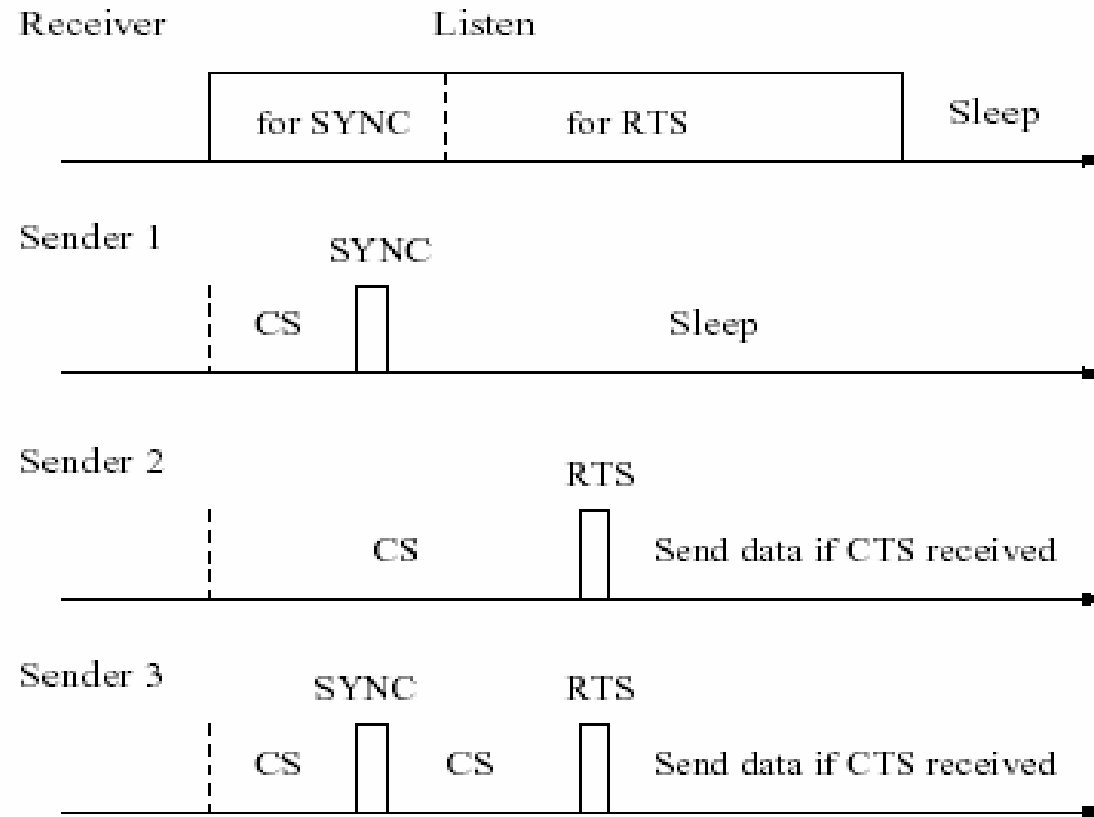 Receiver Listen
for SYNC for RTS Sleep
Sender 1
SYNC
CS Sleep
Sender 2
RTS
CS Send data if CTS received
Sender 3
SYNC RTS
CS CS Send data if CTS received